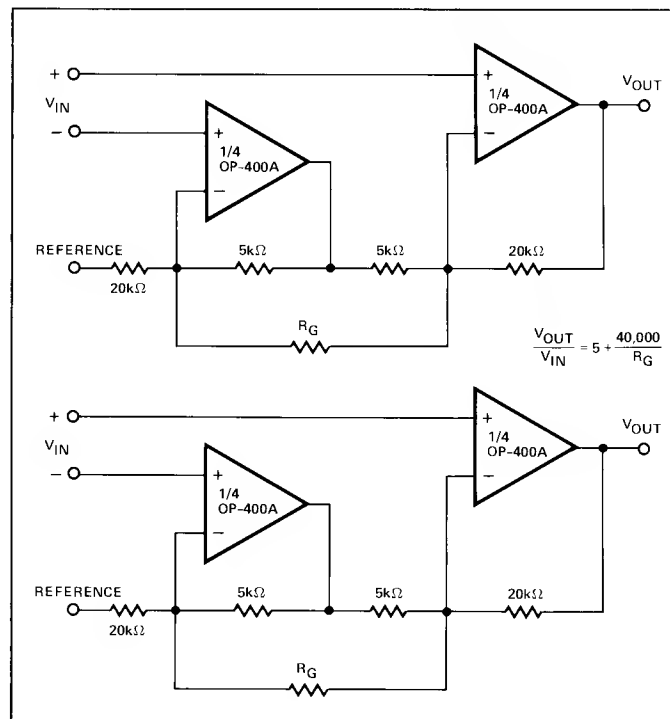 +
V_IN
−
+
1/4
OP-400A
−
+
1/4
OP-400A
−
V_OUT
REFERENCE
20kΩ
5kΩ
5kΩ
20kΩ
R_G
V_OUT / V_IN = 5 + 40,000 / R_G
+
V_IN
−
+
1/4
OP-400A
−
+
1/4
OP-400A
−
V_OUT
REFERENCE
20kΩ
5kΩ
5kΩ
20kΩ
R_G